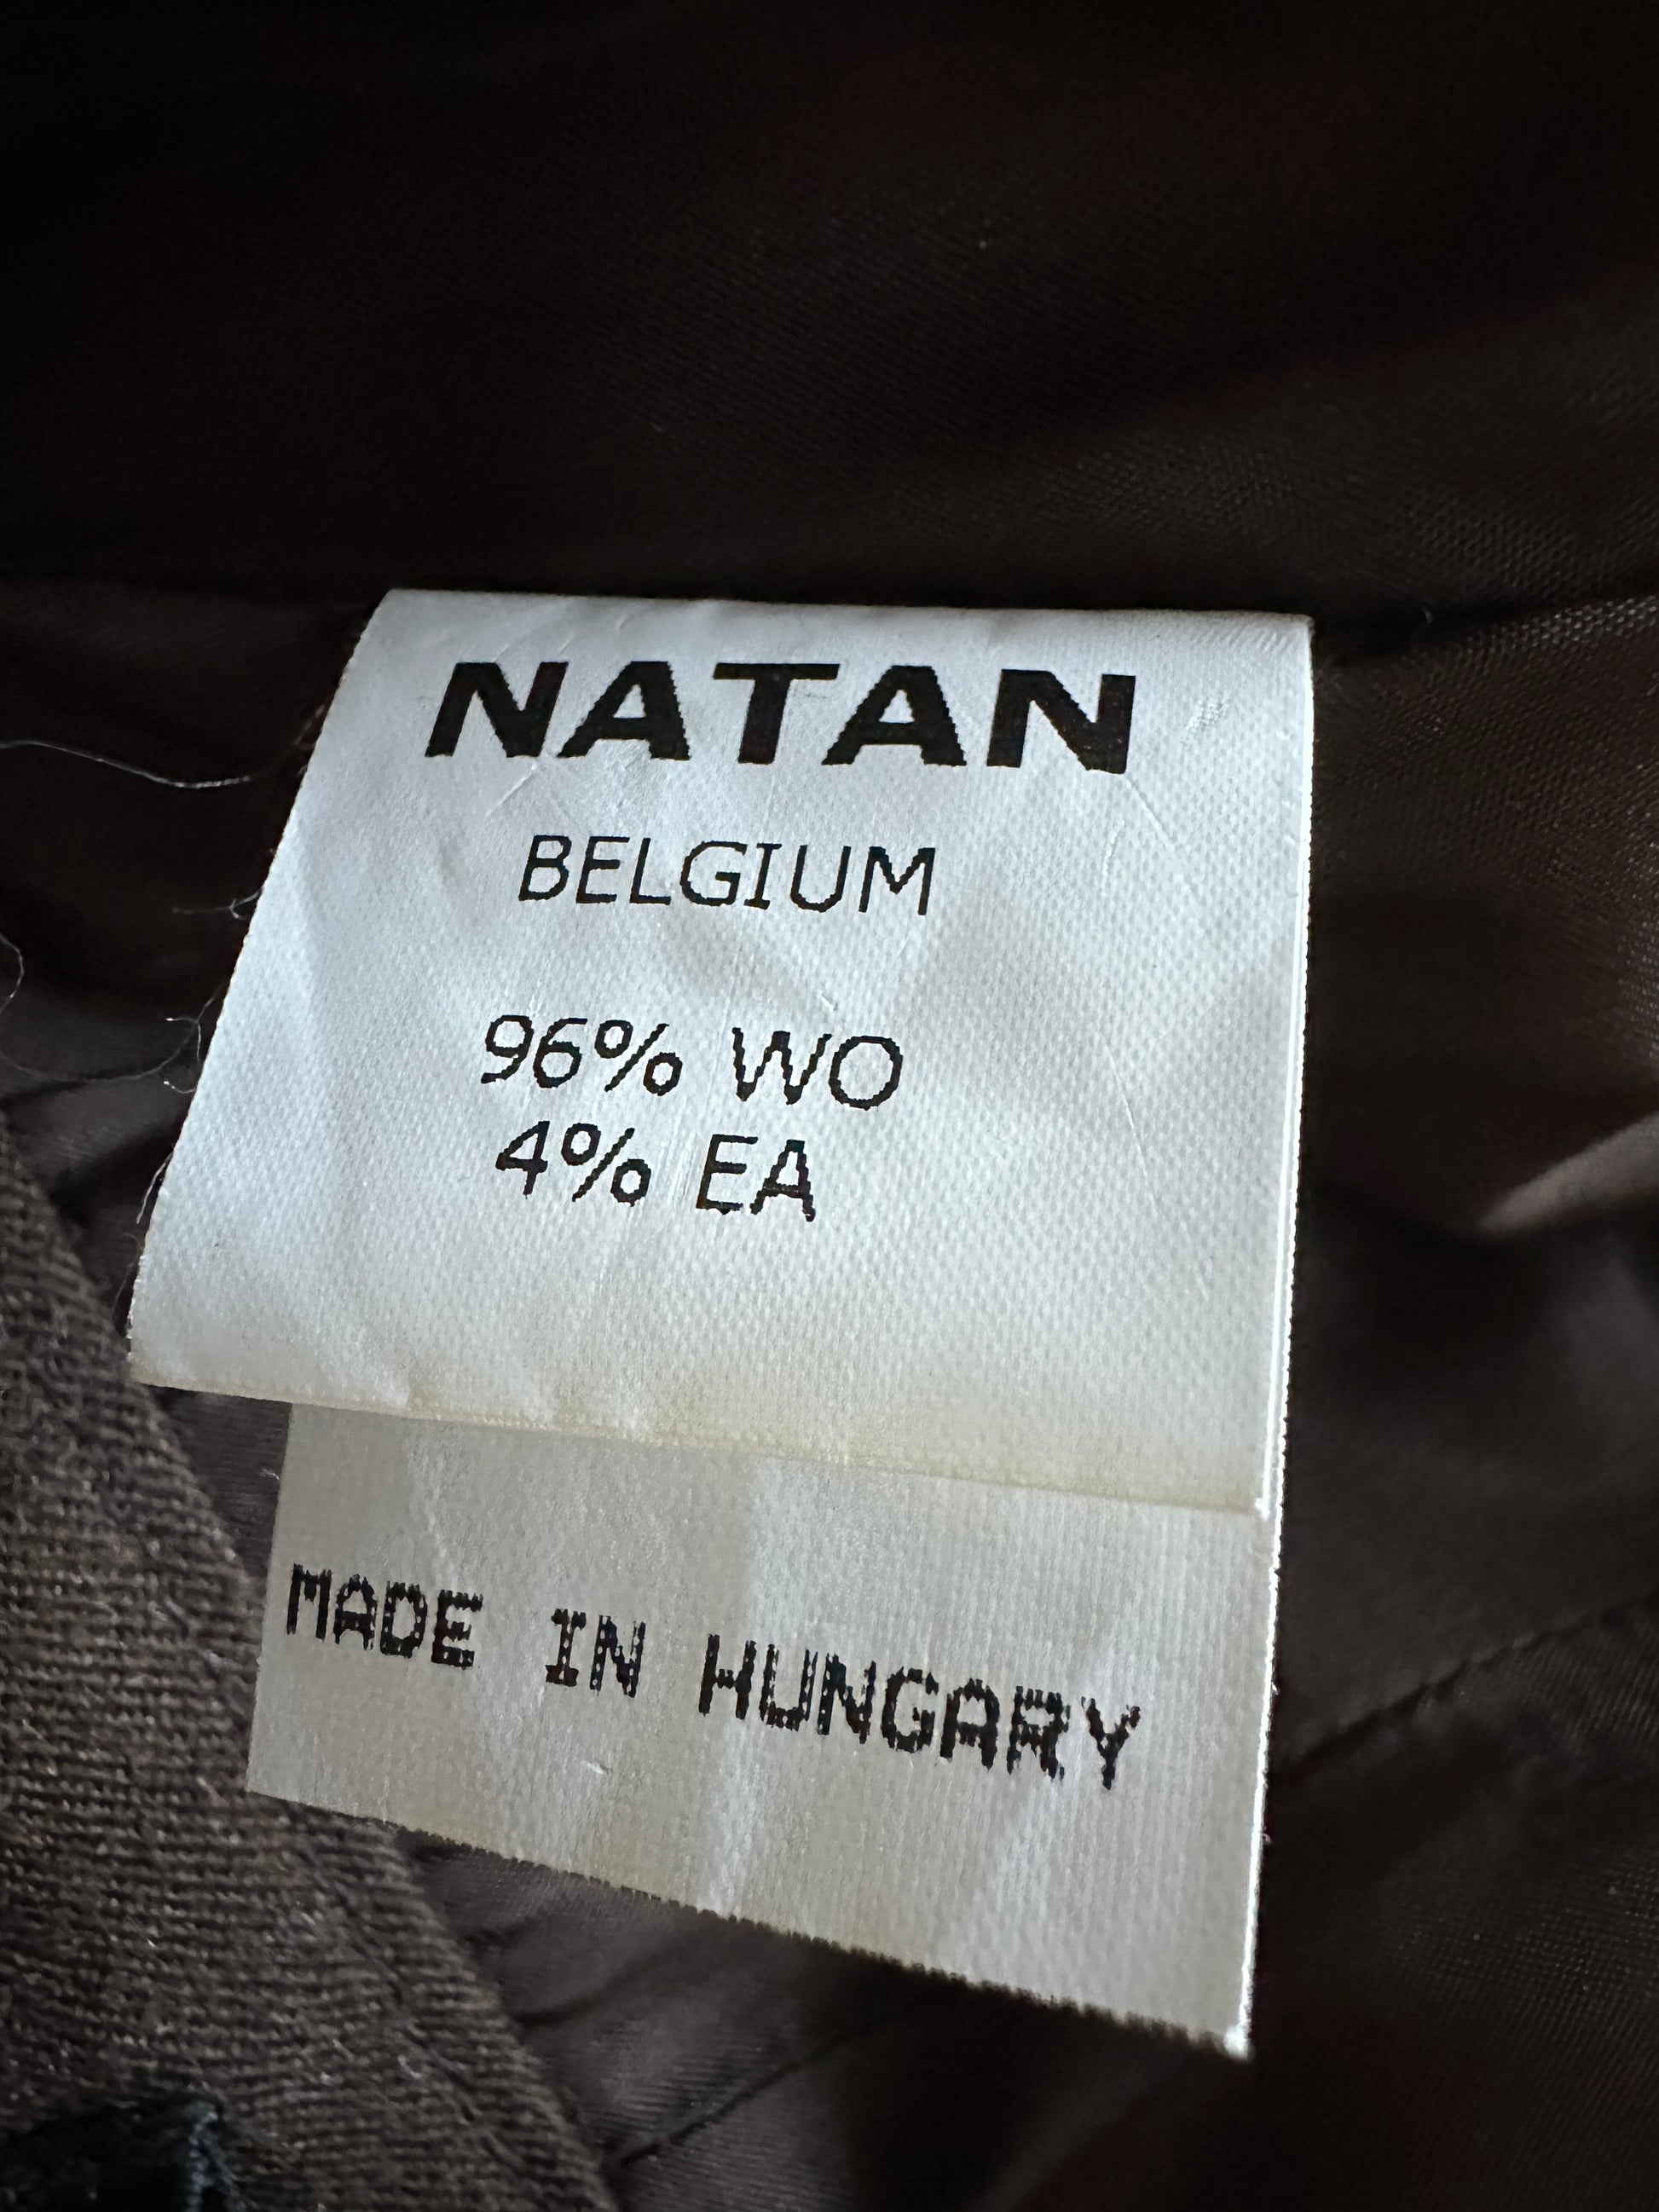 NATAN
BELGIUM
96% WO
4% EA
MADE IN HUNGARY